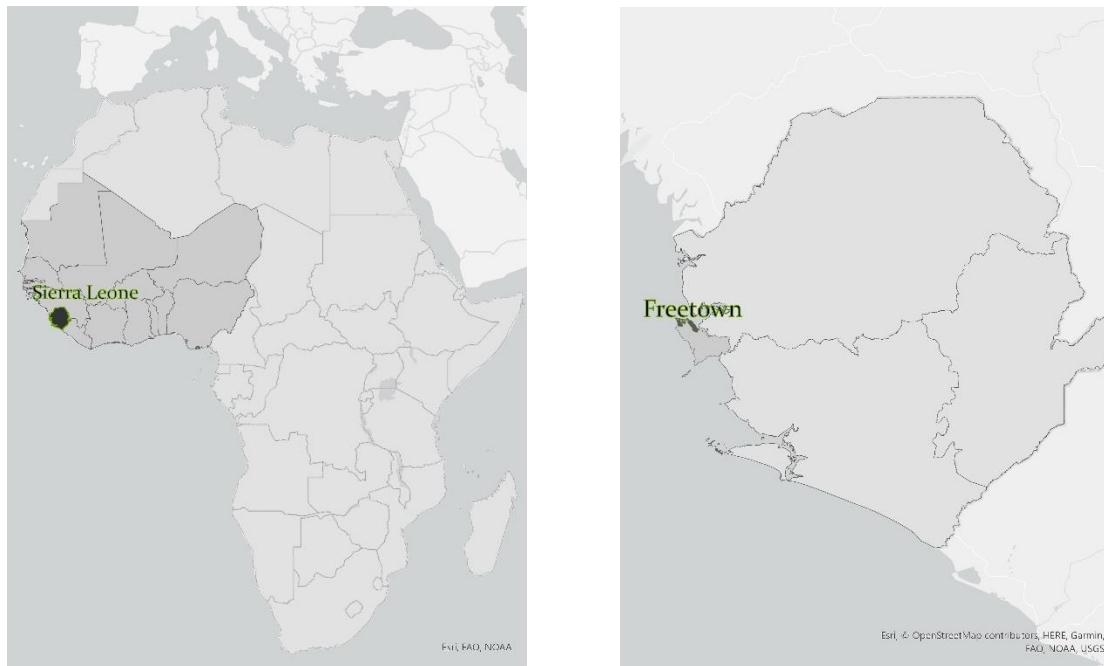 Sierra Leone
Esri, FAO, NOAA
Freetown
Esri, © OpenStreetMap contributors, HERE, Garmin,
FAO, NOAA, USGS